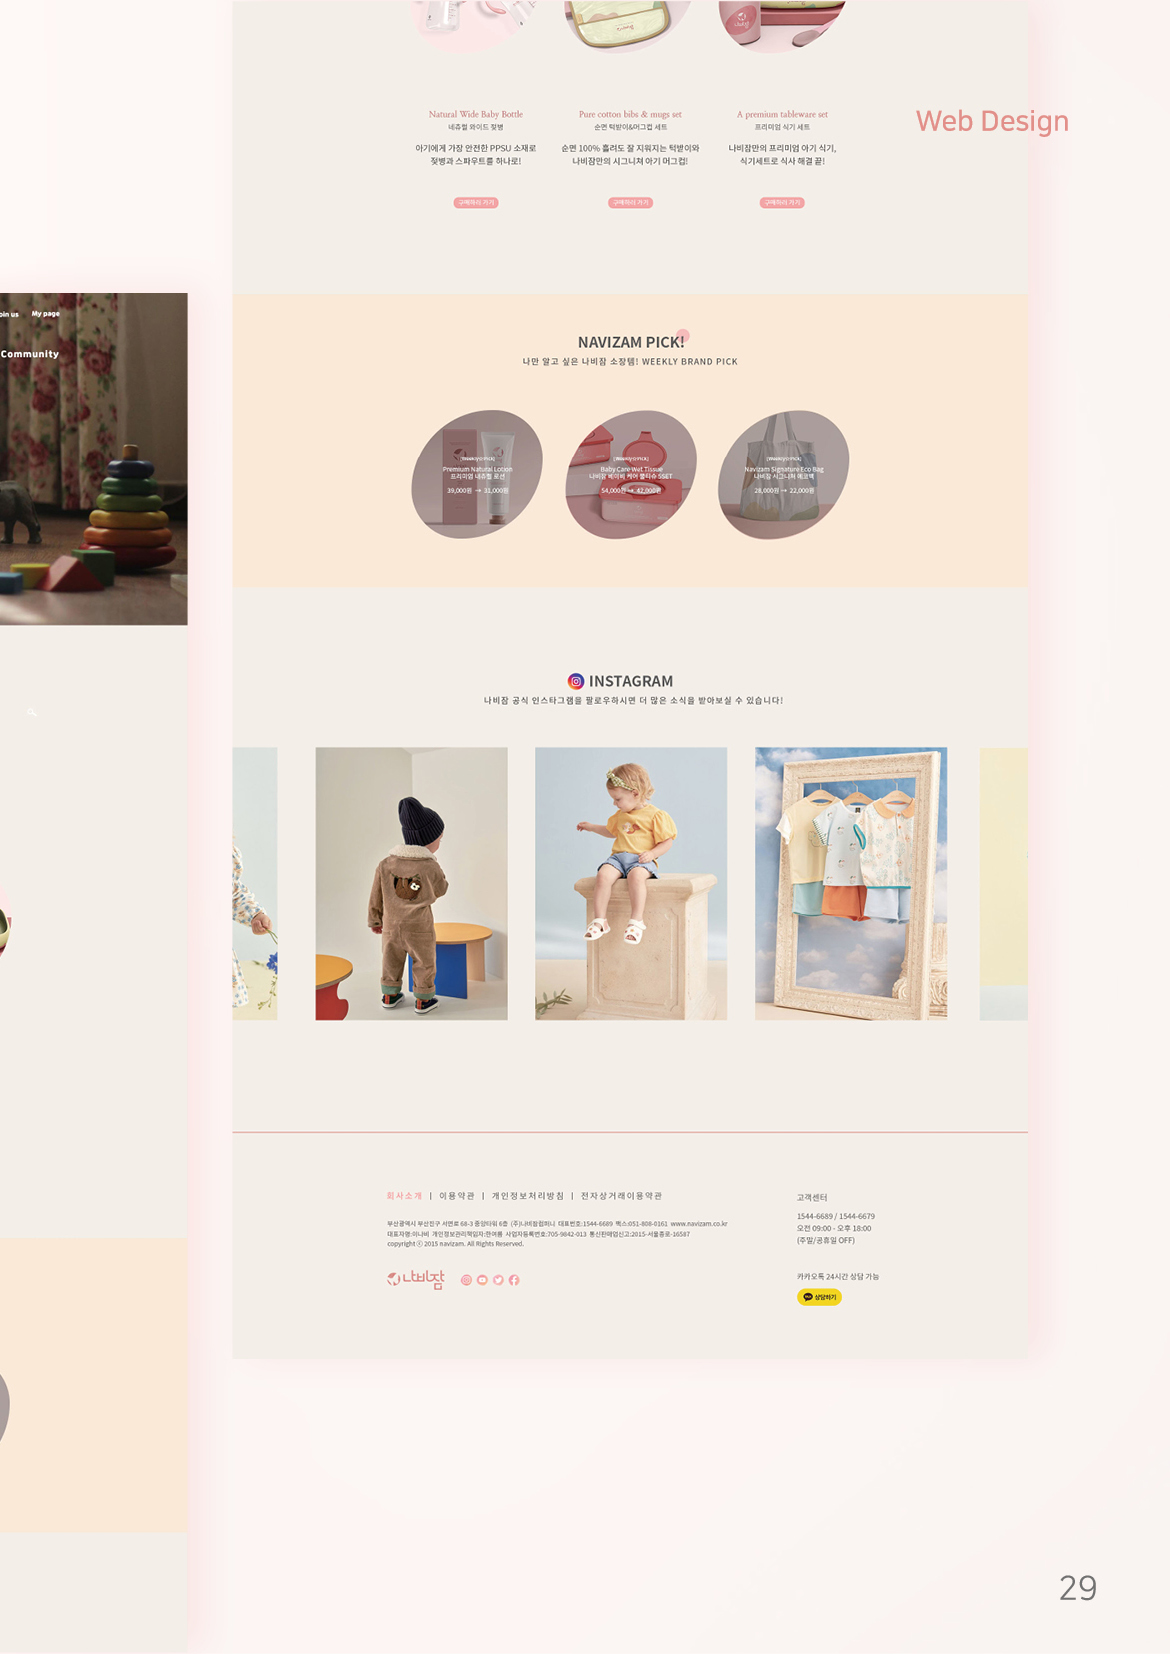 Web Design
Natural Wide Baby Bottle
네츄럴 와이드 젖병
아기에게 가장 안전한 PPSU 소재로
젖병과 스파우트를 하나로!
구매하러 가기
Pure cotton bibs & mugs set
순면 턱받이&머그컵 세트
순면 100% 흘려도 잘 지워지는 턱받이와
나비잠만의 시그니쳐 아기 머그컵!
구매하러 가기
A premium tableware set
프리미엄 식기 세트
나비잠만의 프리미엄 아기 식기,
식기세트로 식사 해결 끝!
구매하러 가기
oin us My page
Community
NAVIZAM PICK!
나만 알고 싶은 나비잠 소장템! WEEKLY BRAND PICK
(Weekly Pick)
Premium Natural Lotion
프리미엄 네츄럴 로션
39,000원 → 31,000원
(Weekly Pick)
Baby Care Wet Tissue
나비잠 베이비 케어 물티슈 5SET
54,000원 → 47,000원
(Weekly Pick)
Navizam Signature Eco Bag
나비잠 시그니쳐 에코백
28,000원 → 22,000원
INSTAGRAM
나비잠 공식 인스타그램을 팔로우하시면 더 많은 소식을 받아보실 수 있습니다!
회사소개 | 이용약관 | 개인정보처리방침 | 전자상거래이용약관
부산광역시 부산진구 서면로 68-3 중앙타워 6층 (주)나비잠컴퍼니 대표번호:1544-6689 팩스:051-808-0161 www.navizam.co.kr
대표자명:이나비 개인정보관리책임자:한여름 사업자등록번호:705-9842-013 통신판매업신고:2015-서울종로-16587
copyright ⓒ 2015 navizam. All Rights Reserved.
나비잠
고객센터
1544-6689 / 1544-6679
오전 09:00 - 오후 18:00
(주말/공휴일 OFF)
카카오톡 24시간 상담 가능
상담하기
29